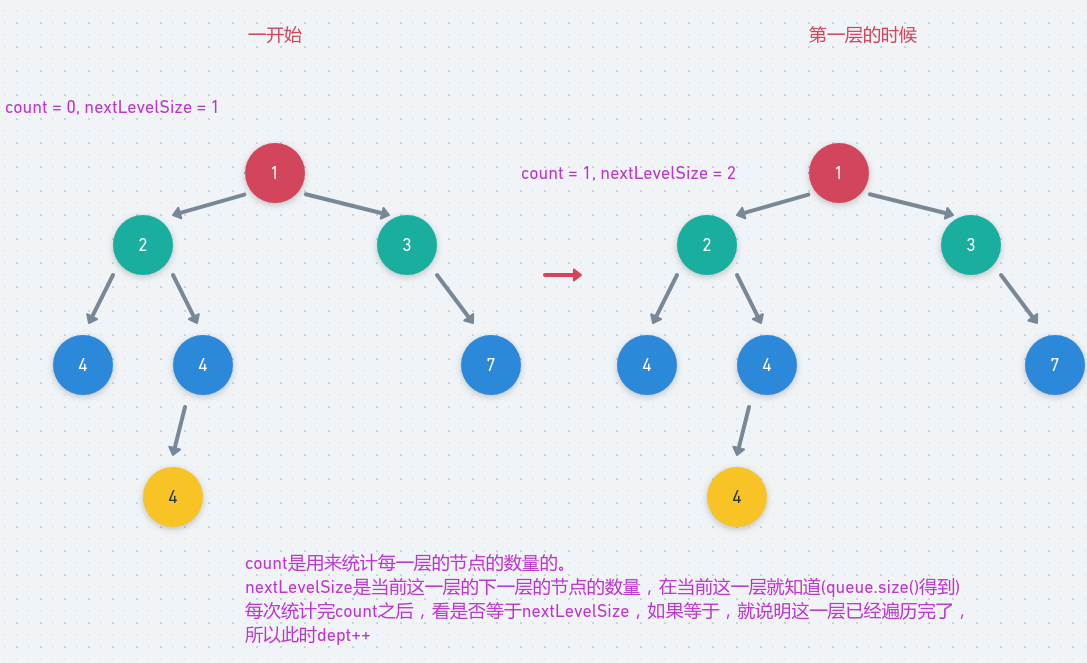 一开始
第一层的时候
count = 0, nextLevelSize = 1
1
2
3
4
4
7
4
count = 1, nextLevelSize = 2
1
2
3
4
4
7
4
count是用来统计每一层的节点的数量的。
nextLevelSize是当前这一层的下一层的节点的数量，在当前这一层就知道(queue.size()得到)
每次统计完count之后，看是否等于nextLevelSize，如果等于，就说明这一层已经遍历完了，
所以此时dept++